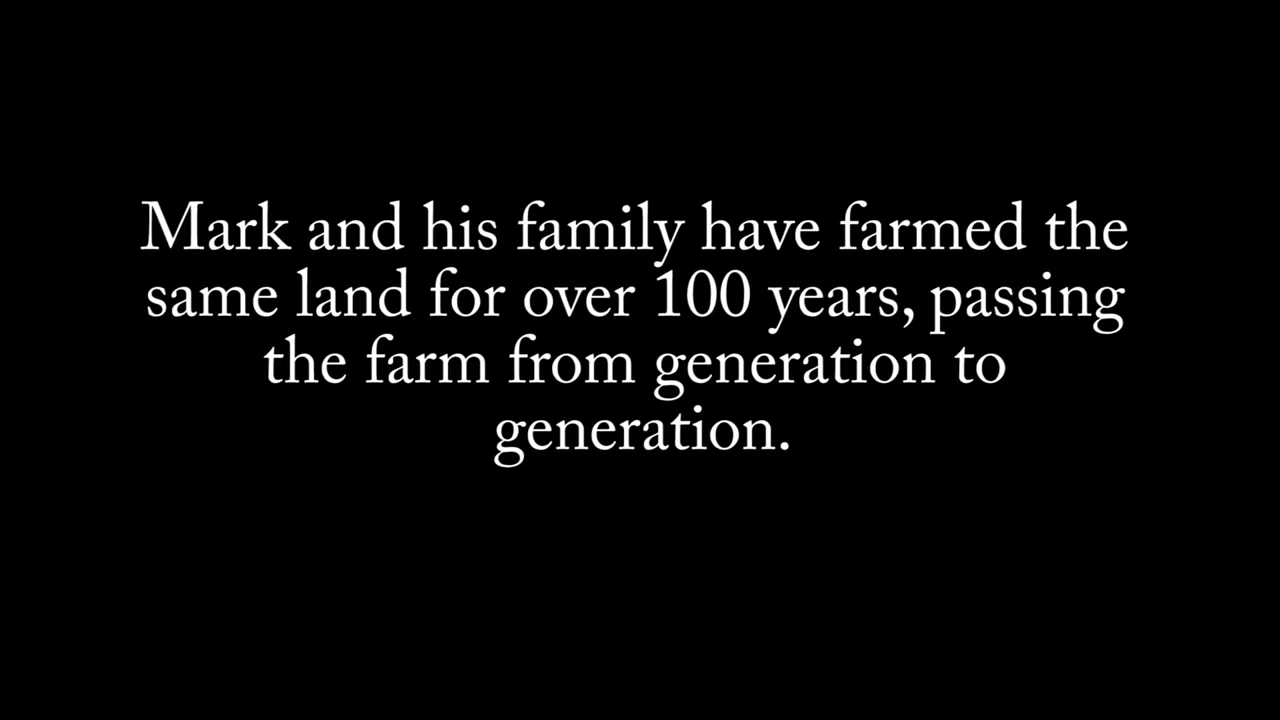 Mark and his family have farmed the
same land for over 100 years, passing
the farm from generation to
generation.